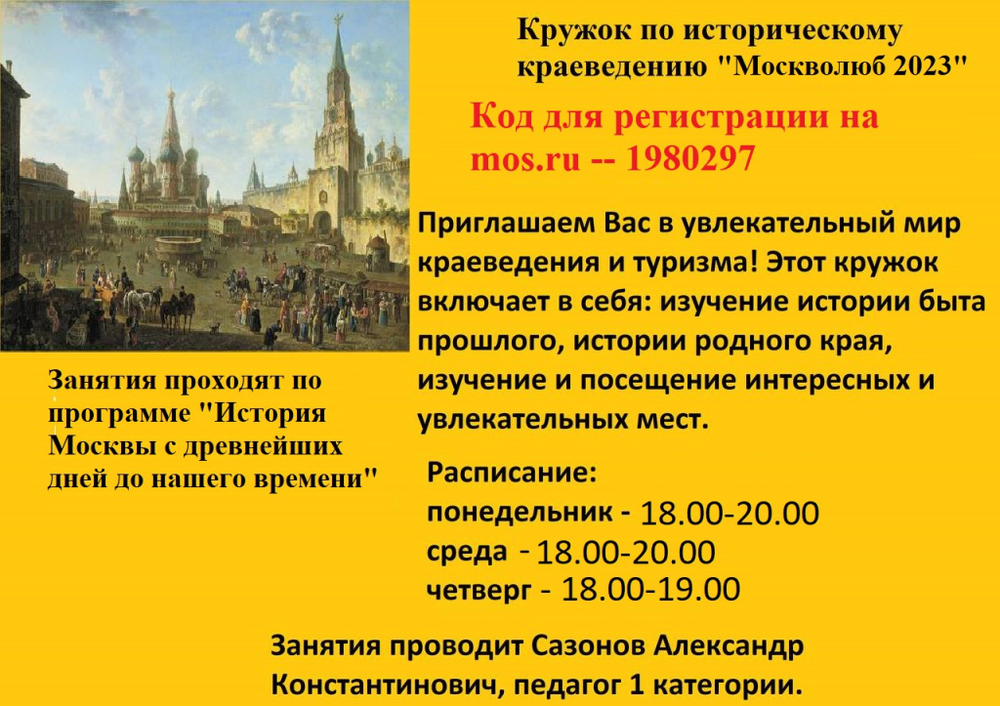 Кружок по историческому
краеведению "Москволюб 2023"
Код для регистрации на
mos.ru -- 1980297
Приглашаем Вас в увлекательный мир
краеведения и туризма! Этот кружок
включает в себя: изучение истории быта
прошлого, истории родного края,
изучение и посещение интересных и
увлекательных мест.
Занятия проходят по
программе "История
Москвы с древнейших
дней до нашего времени"
Расписание:
понедельник - 18.00-20.00
среда - 18.00-20.00
четверг - 18.00-19.00
Занятия проводит Сазонов Александр
Константинович, педагог 1 категории.